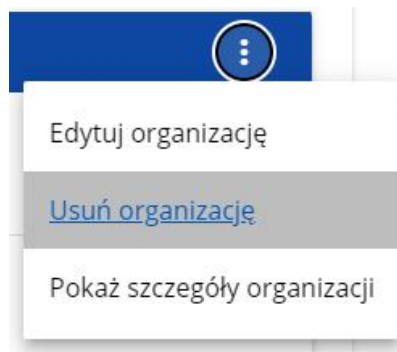 Edytuj organizację
Usuń organizację
Pokaż szczegóły organizacji